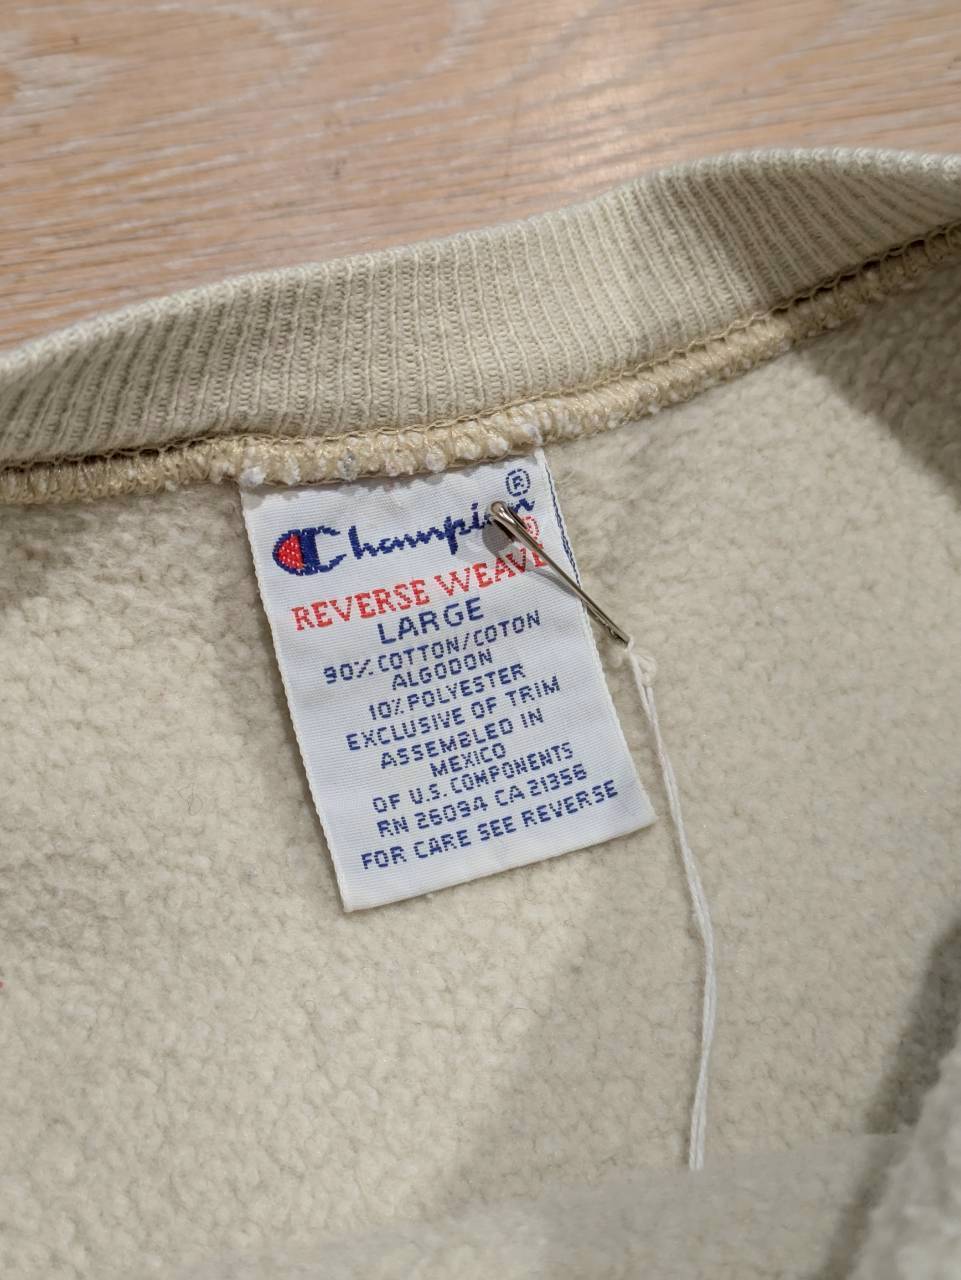 Champion ®
REVERSE WEAVE ®
LARGE
90% COTTON/COTON
ALGODON
10% POLYESTER
EXCLUSIVE OF TRIM
ASSEMBLED IN
MEXICO
OF U.S. COMPONENTS
RN 26094 CA 21356
FOR CARE SEE REVERSE